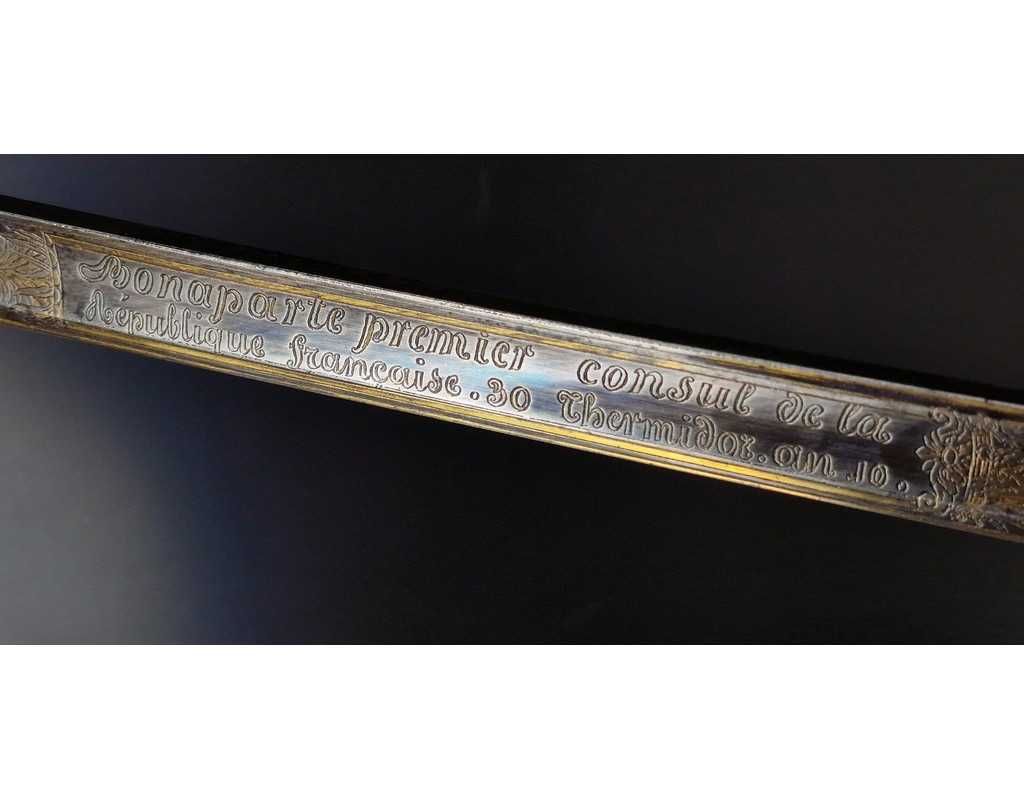 Bonaparte premier consul de la
République française. 30 Thermidor. an 10.